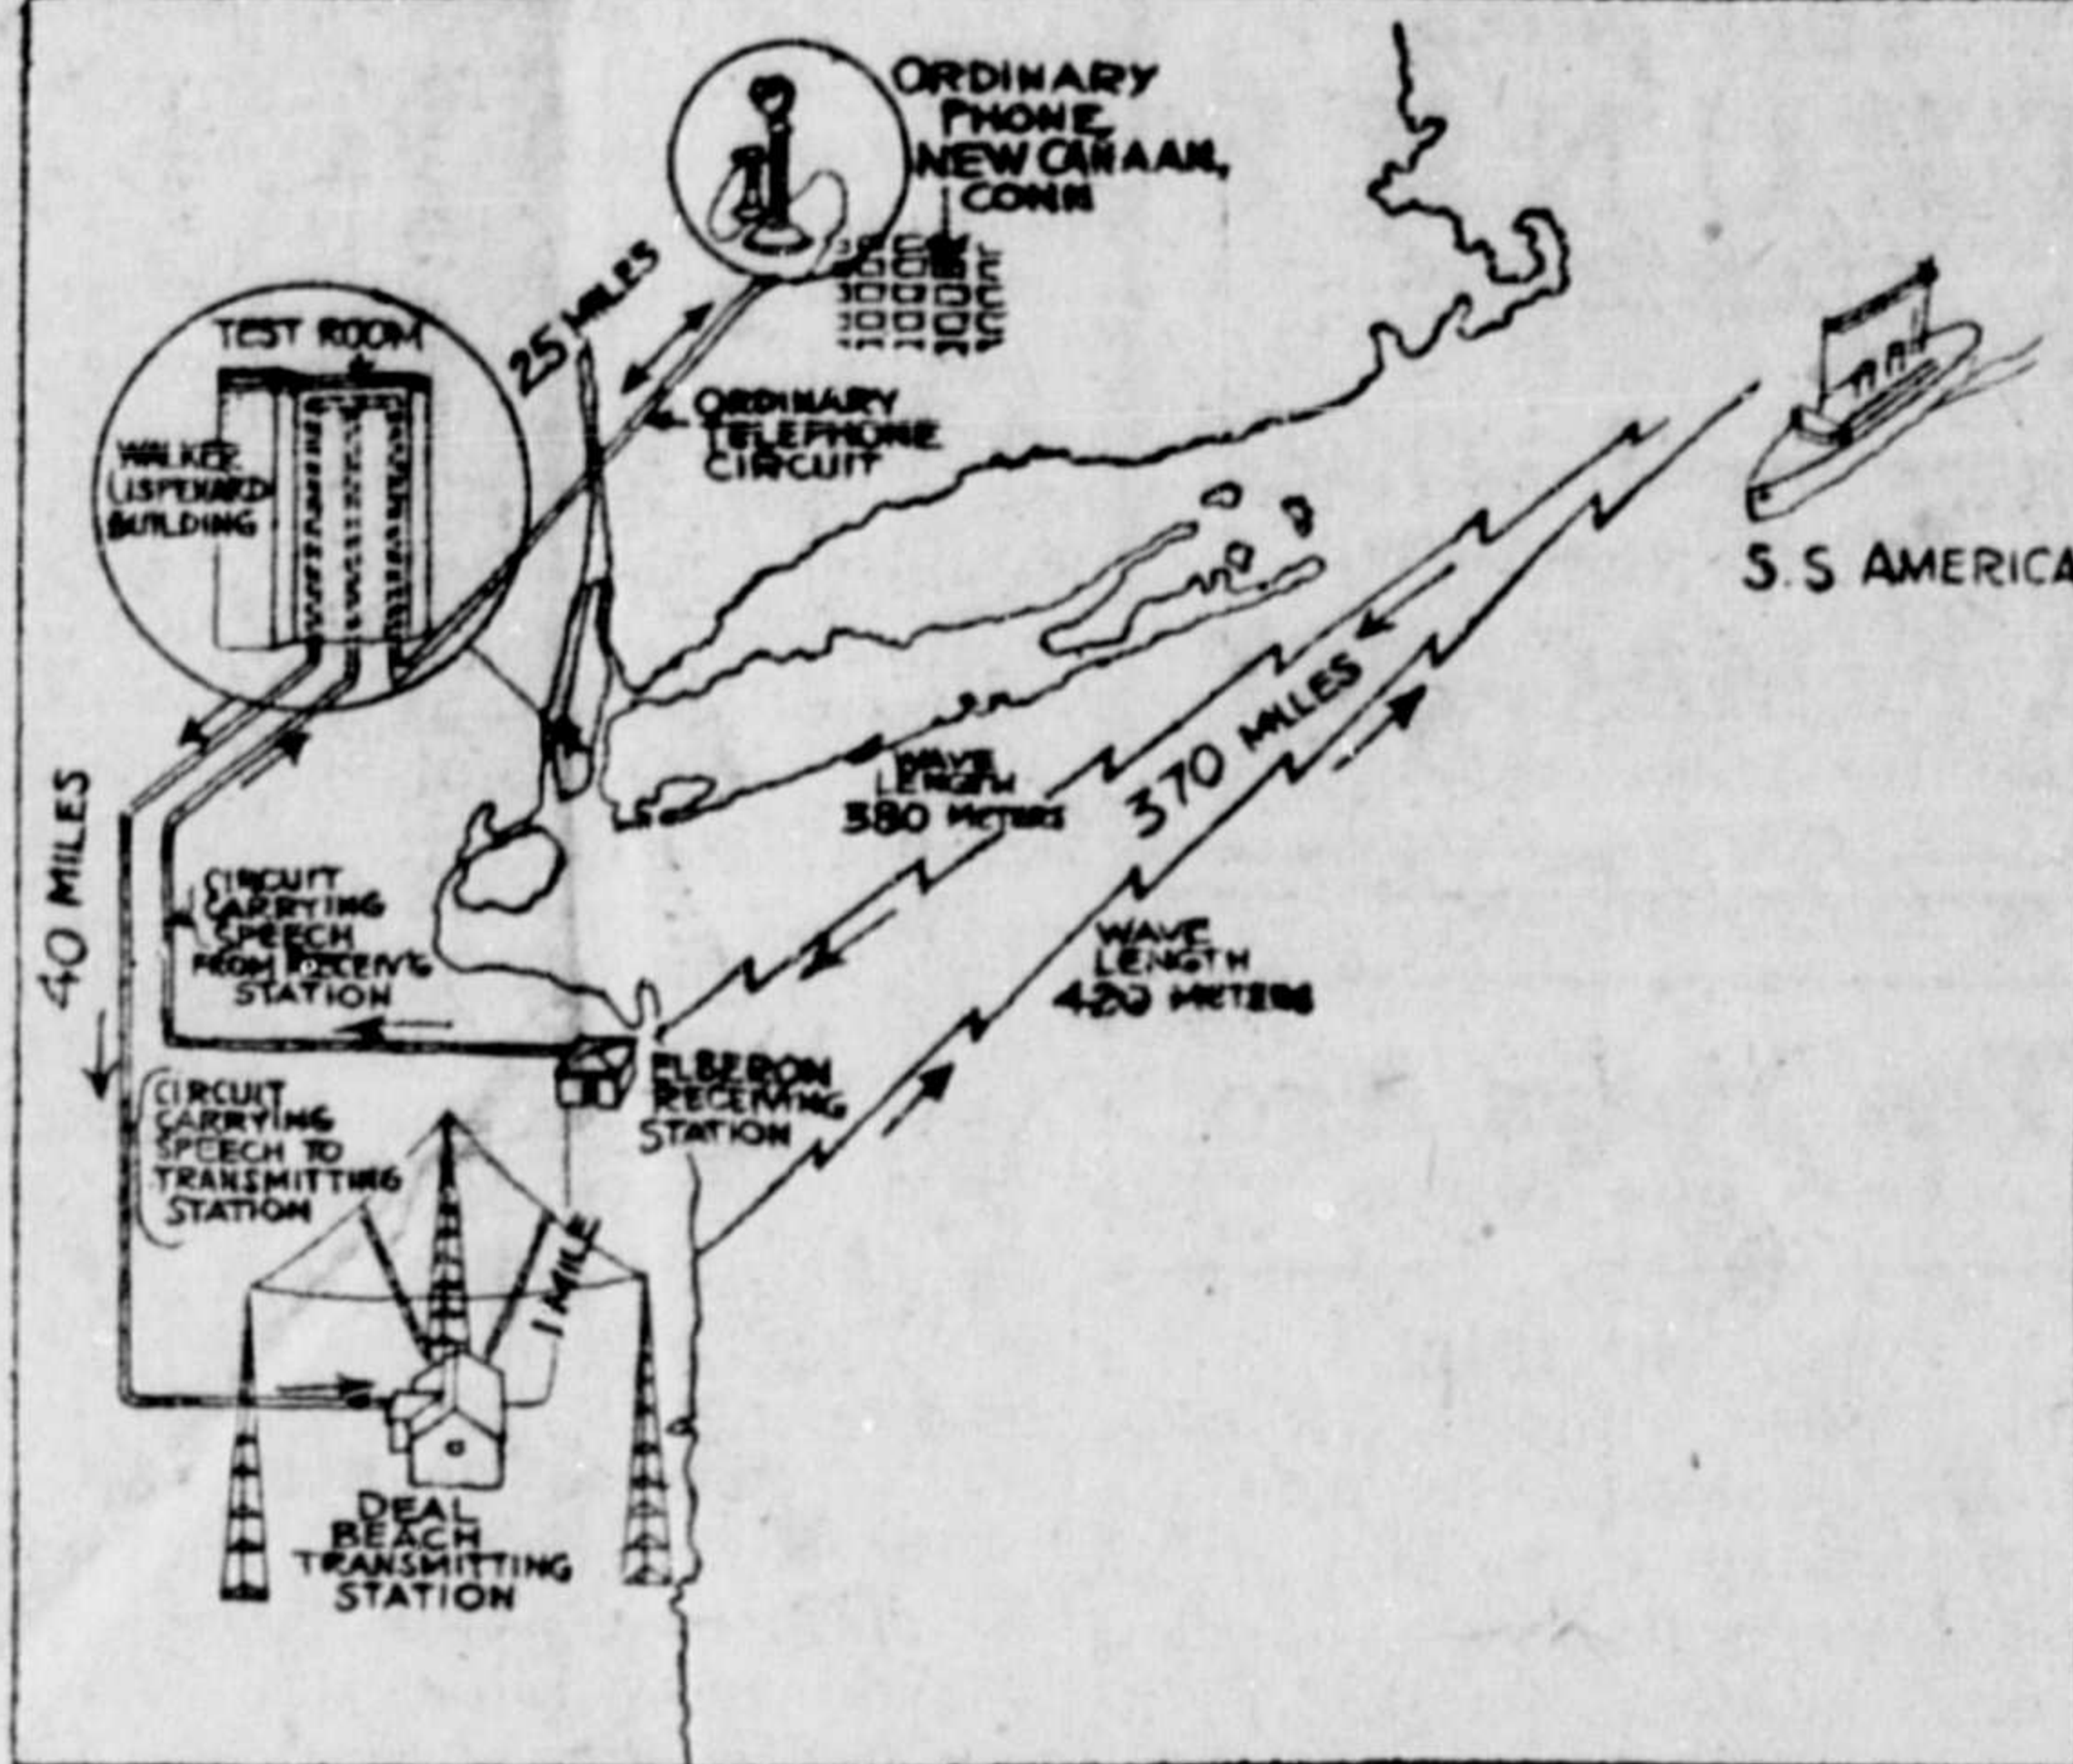 ORDINARY
PHONE,
NEW CANAAN,
CONN
25 MILES
TEST ROOM
WALKER
LISPENARD
BUILDING
ORDINARY
TELEPHONE
CIRCUIT
S.S AMERICA
370 MILES
WAVE
LENGTH
380 METERS
WAVE
LENGTH
420 METERS
40 MILES
CIRCUIT
CARRYING
SPEECH
FROM RECEIV'G
STATION
ELBERON
RECEIVING
STATION
CIRCUIT
CARRYING
SPEECH TO
TRANSMITTING
STATION
1 MILE
DEAL
BEACH
TRANSMITTING
STATION